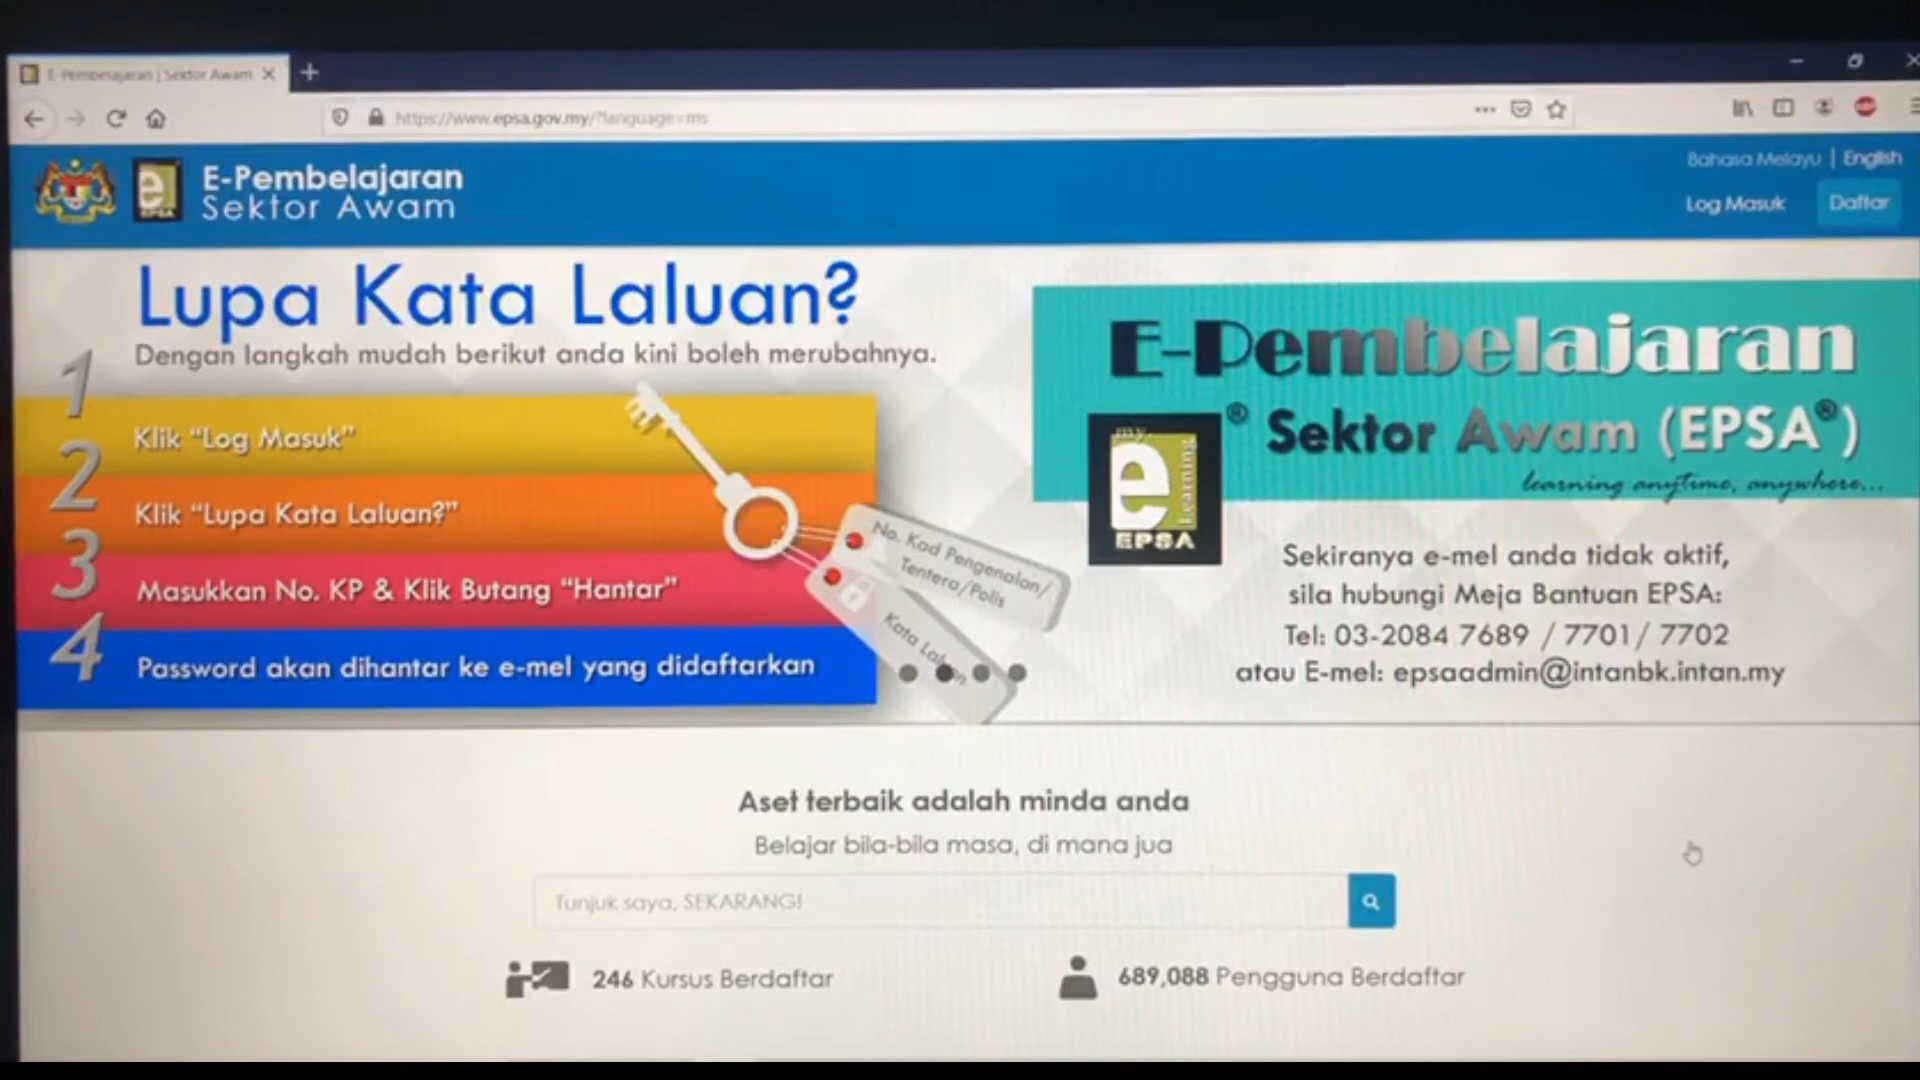 E-Pembelajaran | Sektor Awam
https://www.epsa.gov.my/?language=ms
Bahasa Melayu | English
e
EPSA
E-Pembelajaran
Sektor Awam
Log Masuk
Daftar
Lupa Kata Laluan?
Dengan langkah mudah berikut anda kini boleh merubahnya.
1
Klik "Log Masuk"
2
Klik "Lupa Kata Laluan?"
3
Masukkan No. KP & Klik Butang "Hantar"
4
Password akan dihantar ke e-mel yang didaftarkan
No. Kad Pengenalan/
Tentera/Polis
Kata Laluan
E-Pembelajaran
Sektor Awam (EPSA®)
learning anytime, anywhere...
my
e
Learning
EPSA
®
Sekiranya e-mel anda tidak aktif,
sila hubungi Meja Bantuan EPSA:
Tel: 03-2084 7689 / 7701/ 7702
atau E-mel: epsaadmin@intanbk.intan.my
Aset terbaik adalah minda anda
Belajar bila-bila masa, di mana jua
Tunjuk saya, SEKARANG!
246 Kursus Berdaftar
689,088 Pengguna Berdaftar